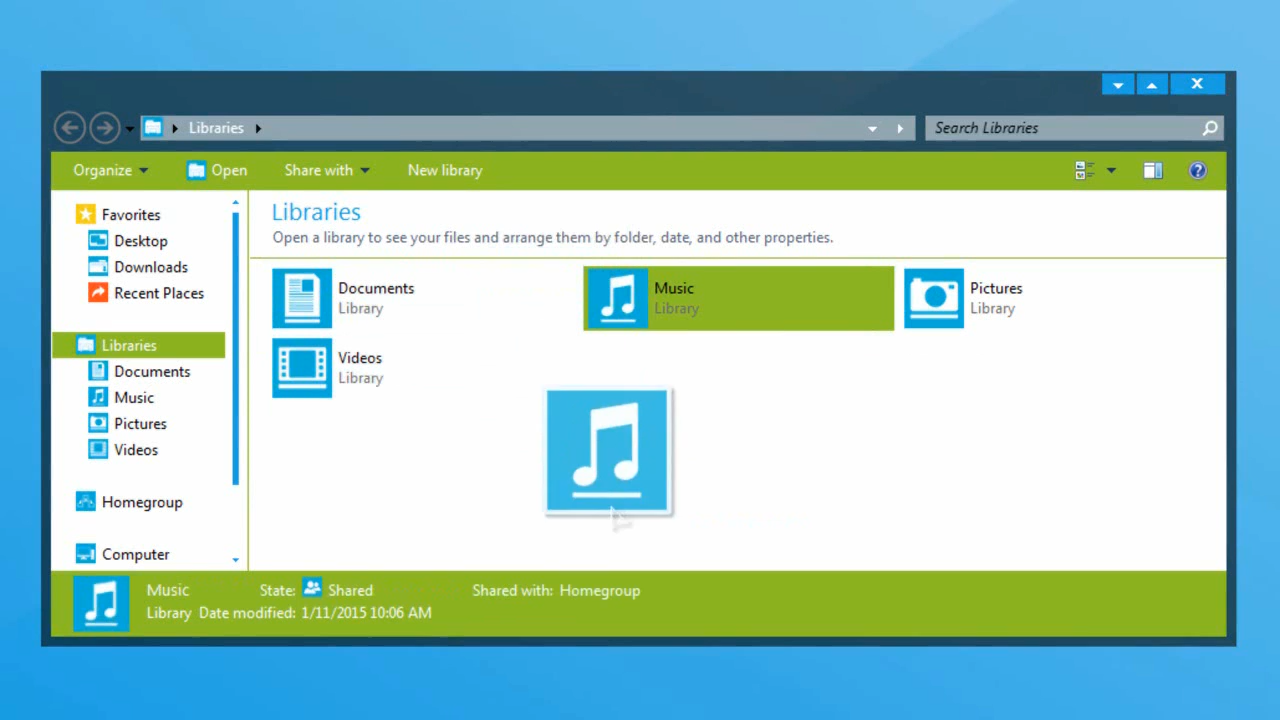 Libraries
Search Libraries
Organize
Open
Share with
New library
?
Favorites
Desktop
Downloads
Recent Places
Libraries
Documents
Music
Pictures
Videos
Homegroup
Computer
Libraries
Open a library to see your files and arrange them by folder, date, and other properties.
Documents
Library
Music
Library
Pictures
Library
Videos
Library
Music State: Shared Shared with: Homegroup
Library Date modified: 1/11/2015 10:06 AM